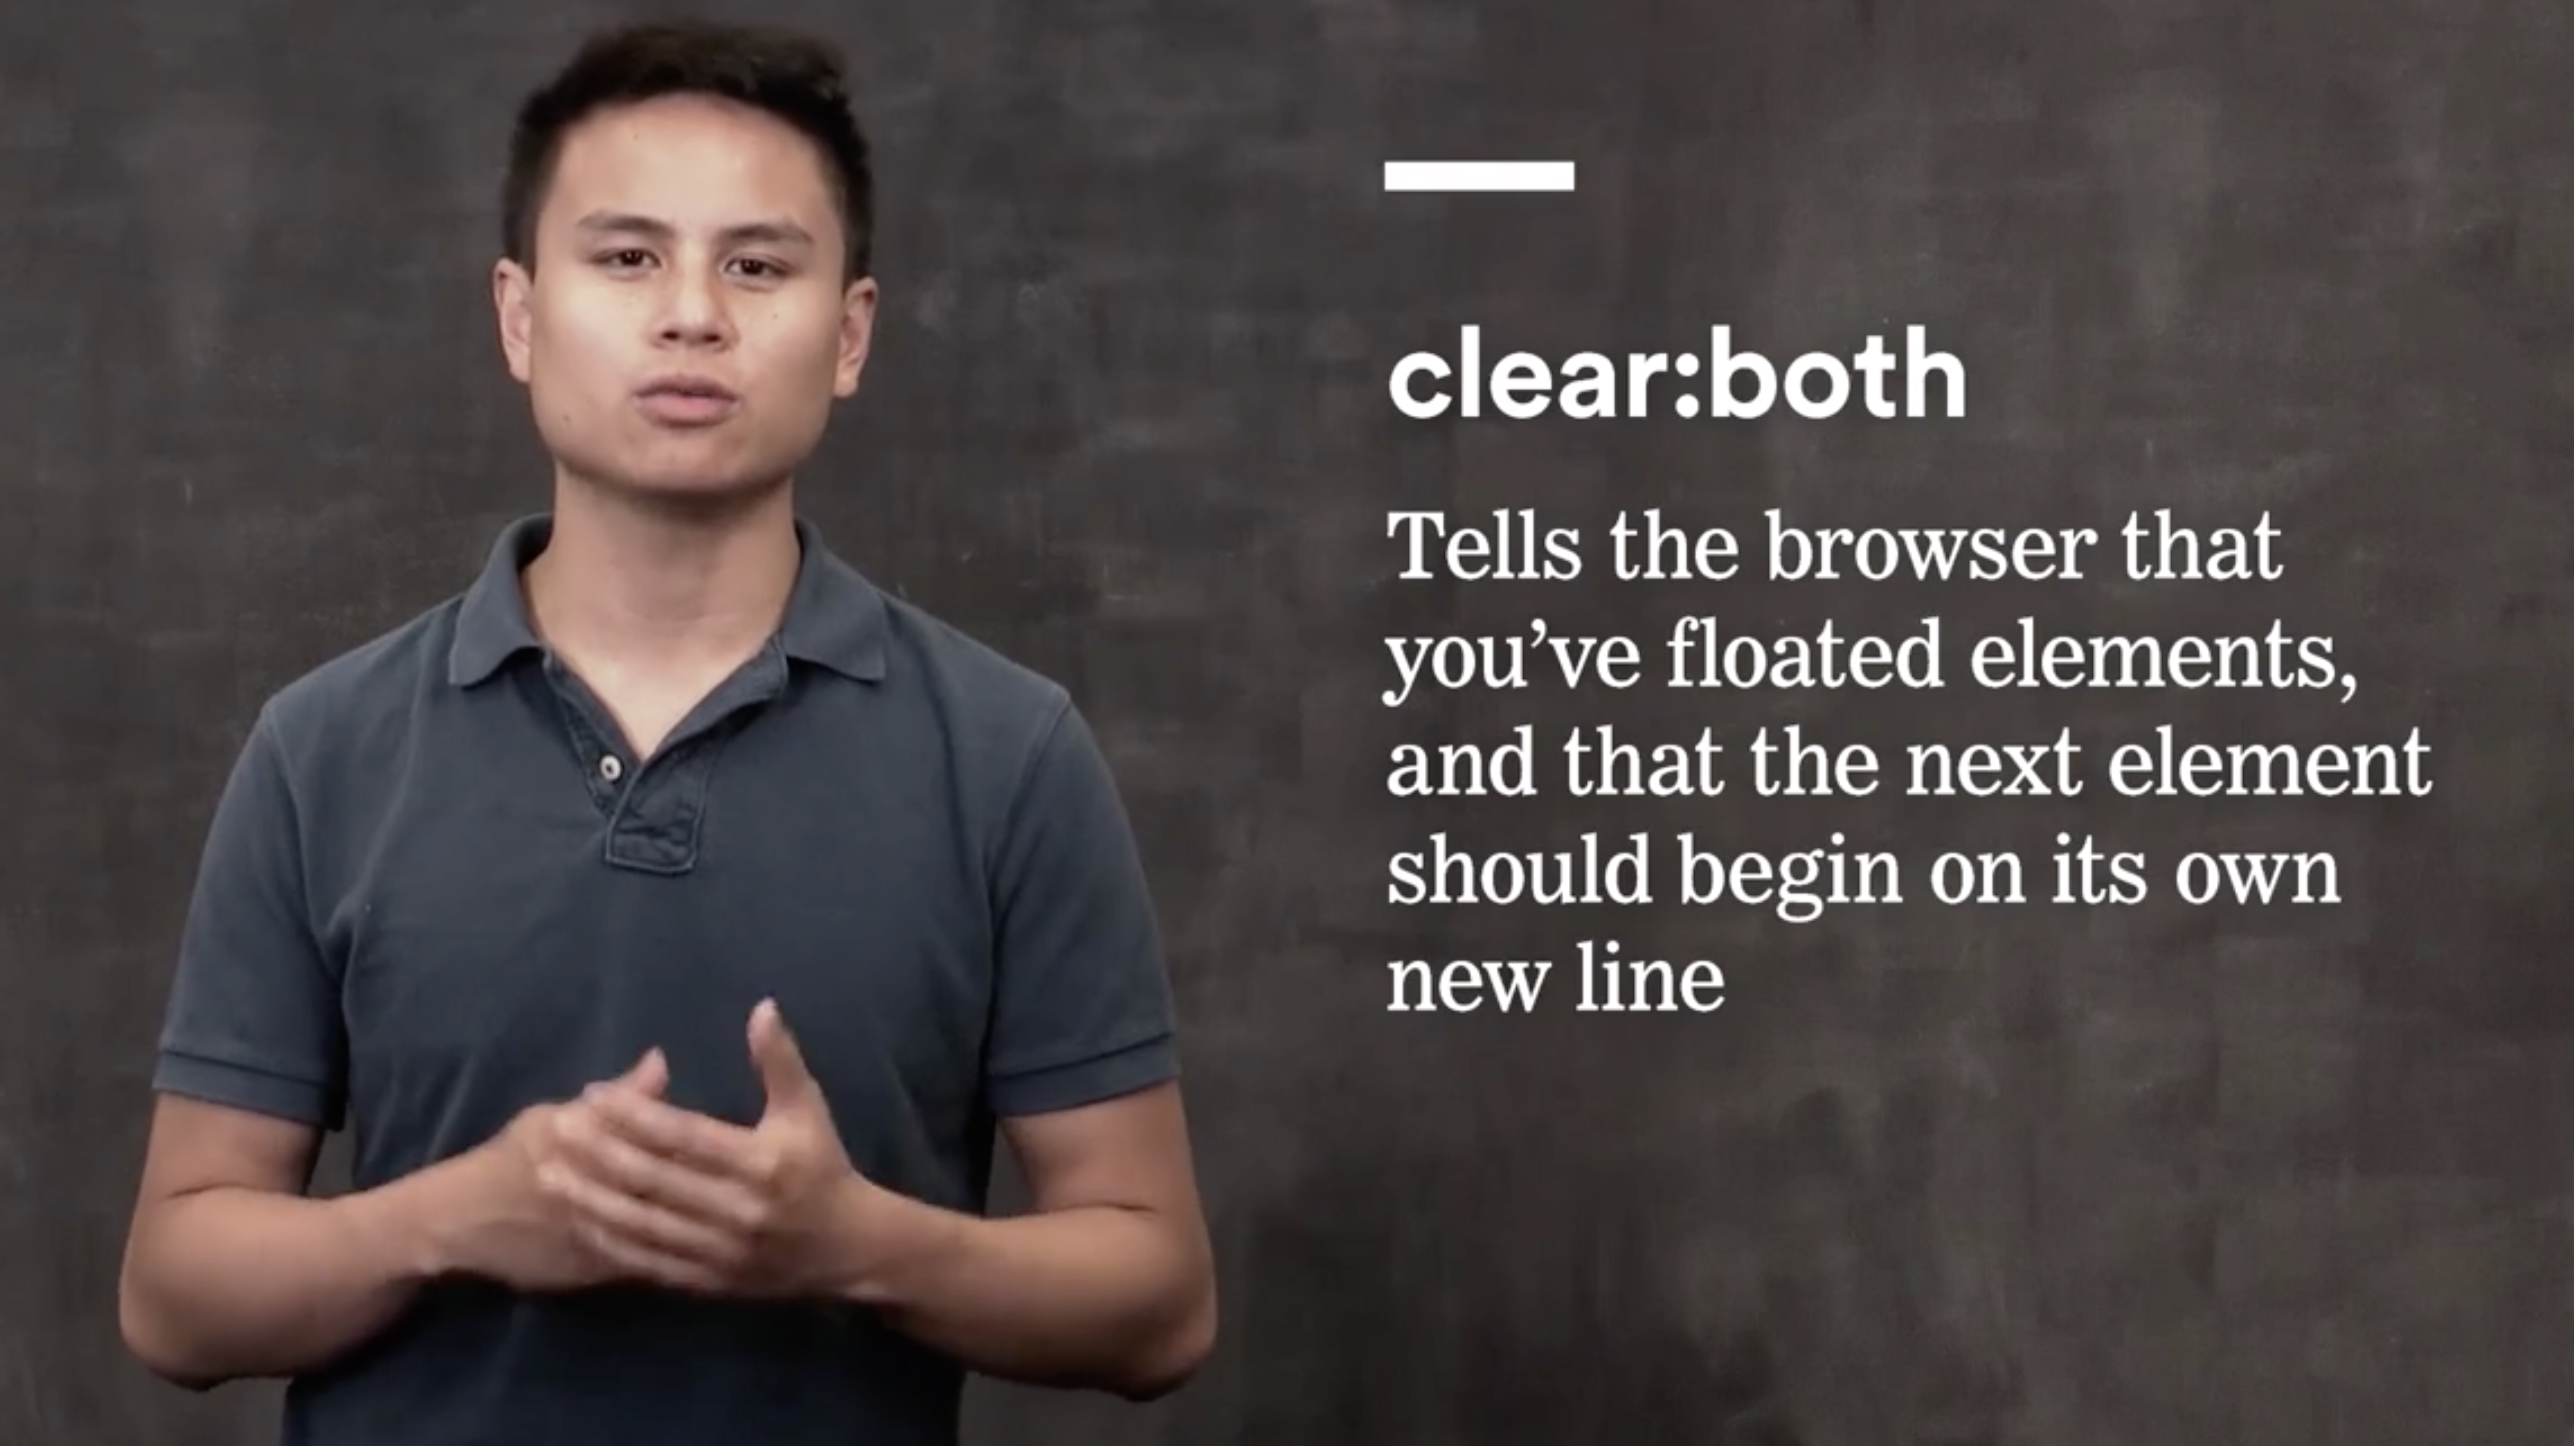 clear:both
Tells the browser that
you’ve floated elements,
and that the next element
should begin on its own
new line